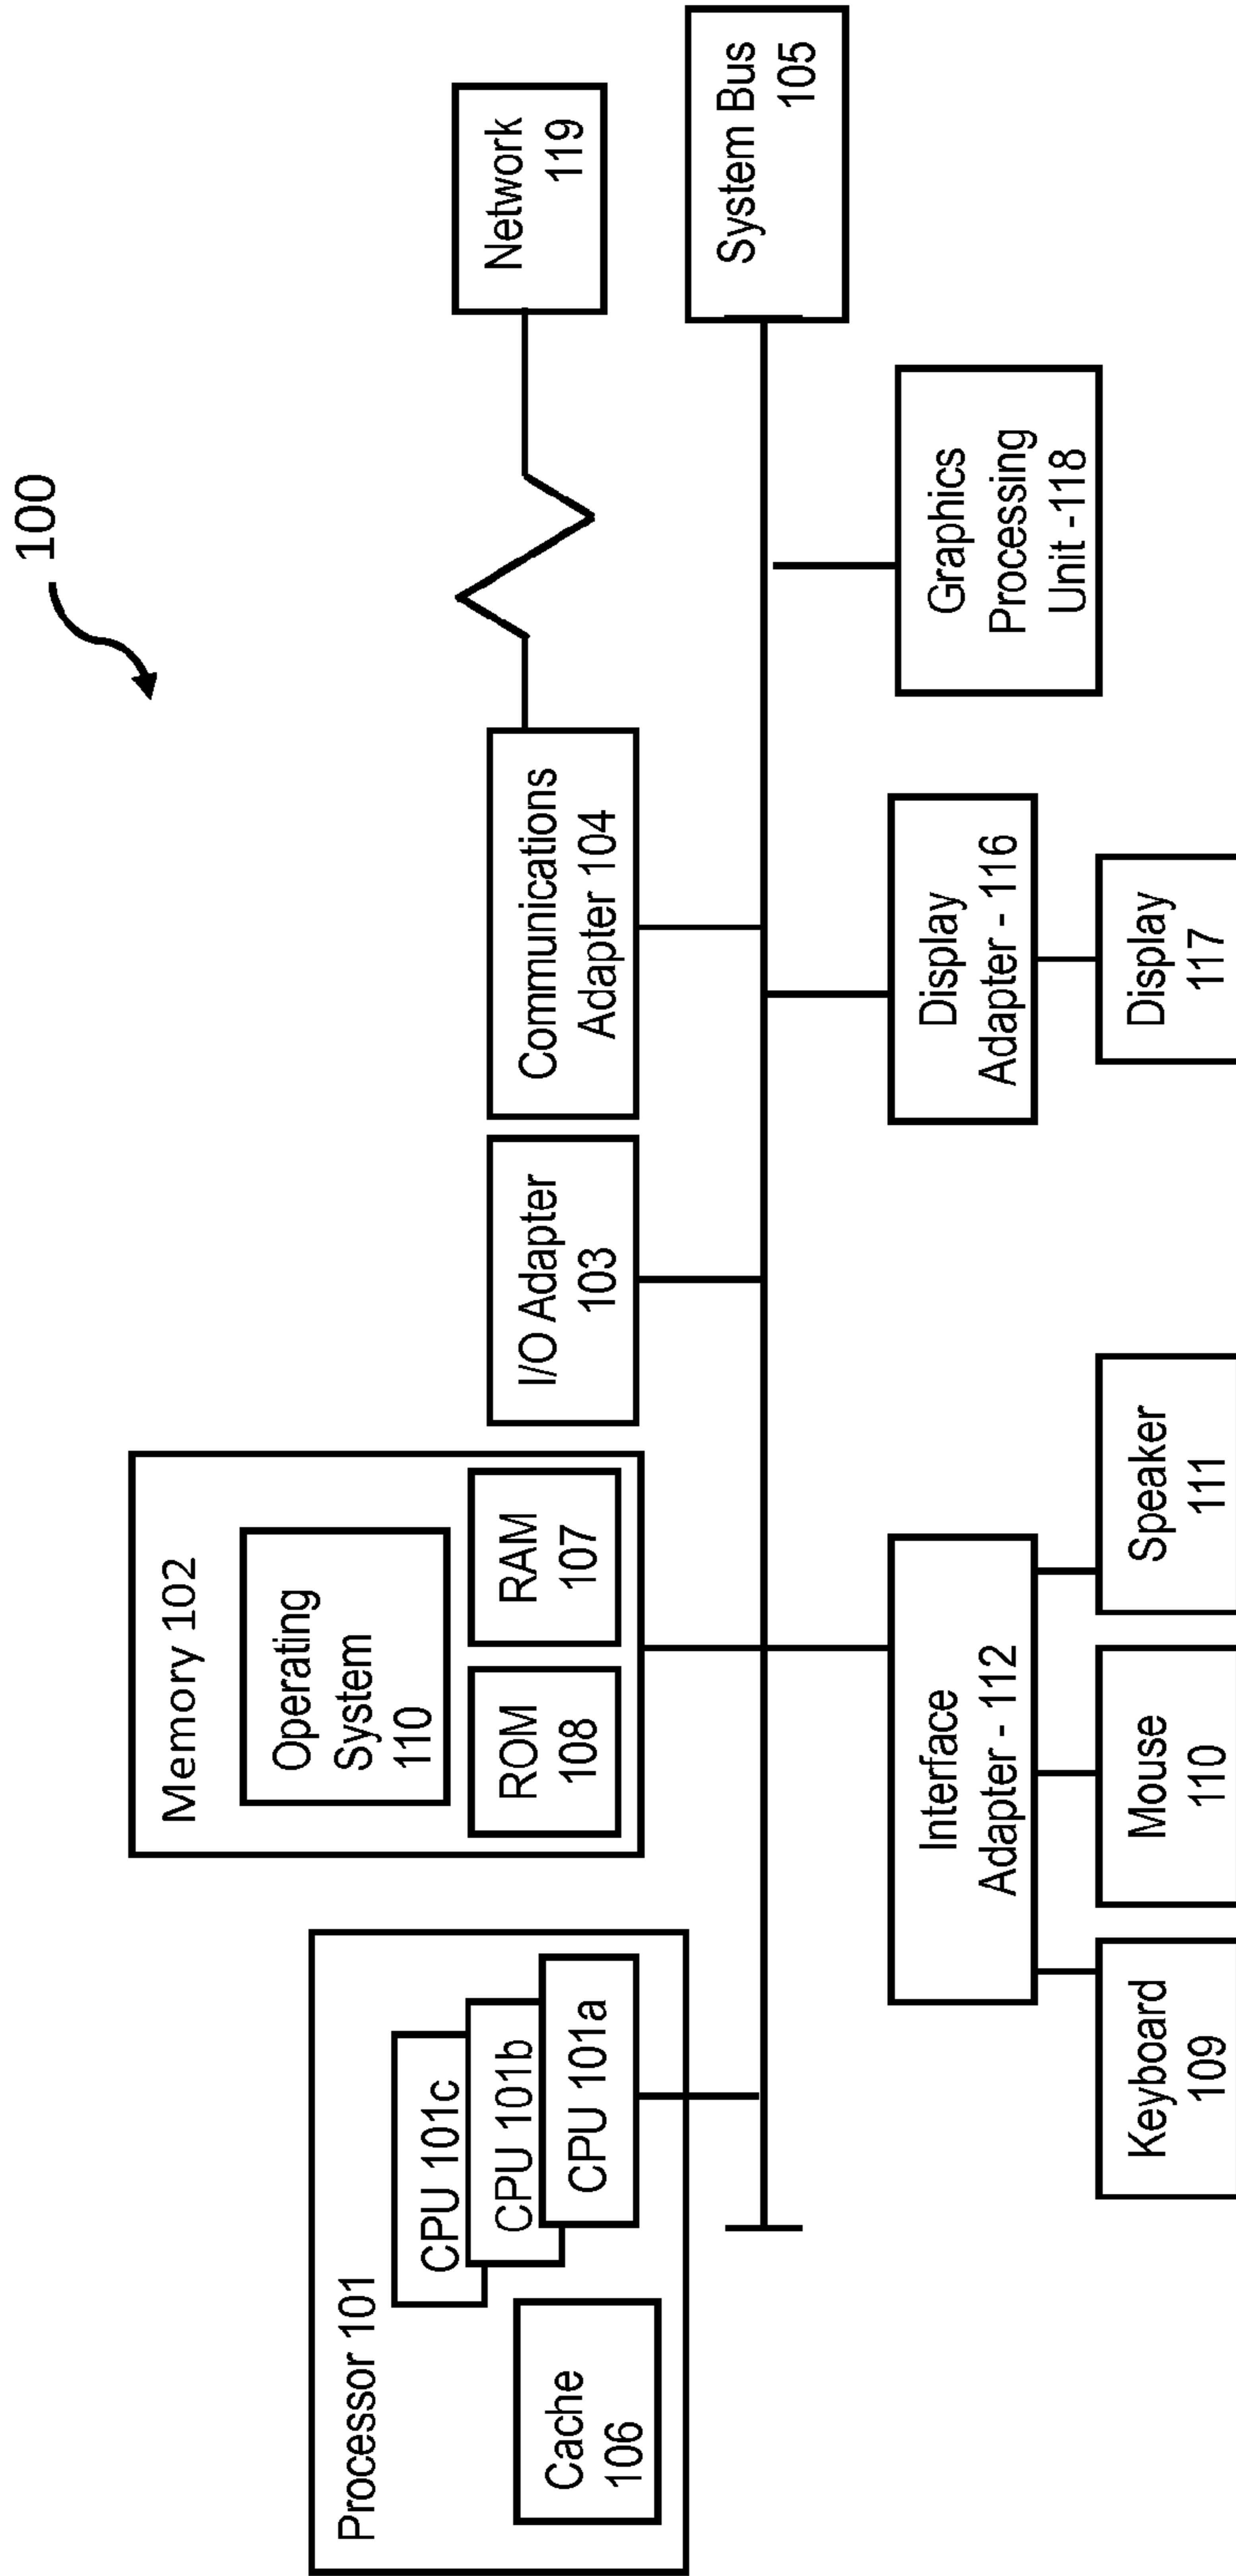 100
Processor 101
Cache
106
CPU 101c
CPU 101b
CPU 101a
Memory 102
Operating
System
110
ROM
108
RAM
107
I/O Adapter
103
Communications
Adapter 104
Network
119
System Bus
105
Interface
Adapter - 112
Keyboard
109
Mouse
110
Speaker
111
Display
Adapter - 116
Display
117
Graphics
Processing
Unit -118